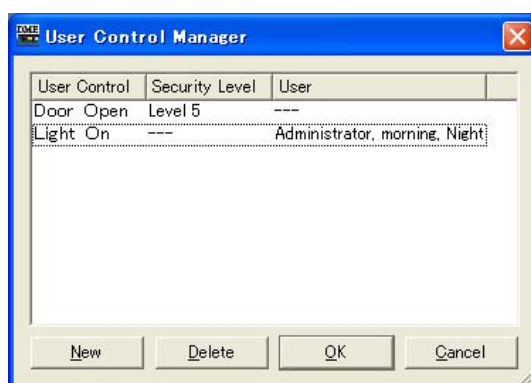 User Control Manager
User Control Security Level User
Door Open Level 5 ---
Light On --- Administrator, morning, Night
New Delete OK Cancel